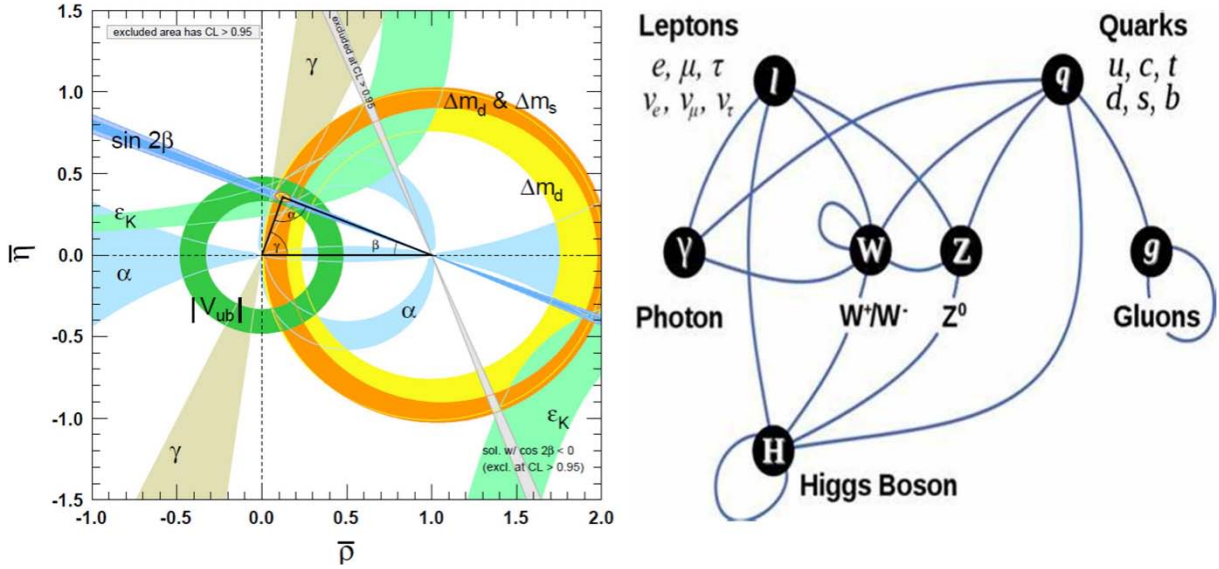 excluded area has CL > 0.95
excluded at CL > 0.95
γ
Δm_d & Δm_s
sin 2β
Δm_d
ε_K
α
α
γ
β
|V_ub|
α
ε_K
γ
sol. w/ cos 2β < 0
(excl. at CL > 0.95)
1.5
1.0
0.5
0.0
-0.5
-1.0
-1.5
-1.0
-0.5
0.0
0.5
1.0
1.5
2.0
η̄
ρ̄
Leptons
e, μ, τ
ν_e, ν_μ, ν_τ
l
q
Quarks
u, c, t
d, s, b
γ
W
Z
g
Photon
W⁺/W⁻
Z⁰
Gluons
H
Higgs Boson